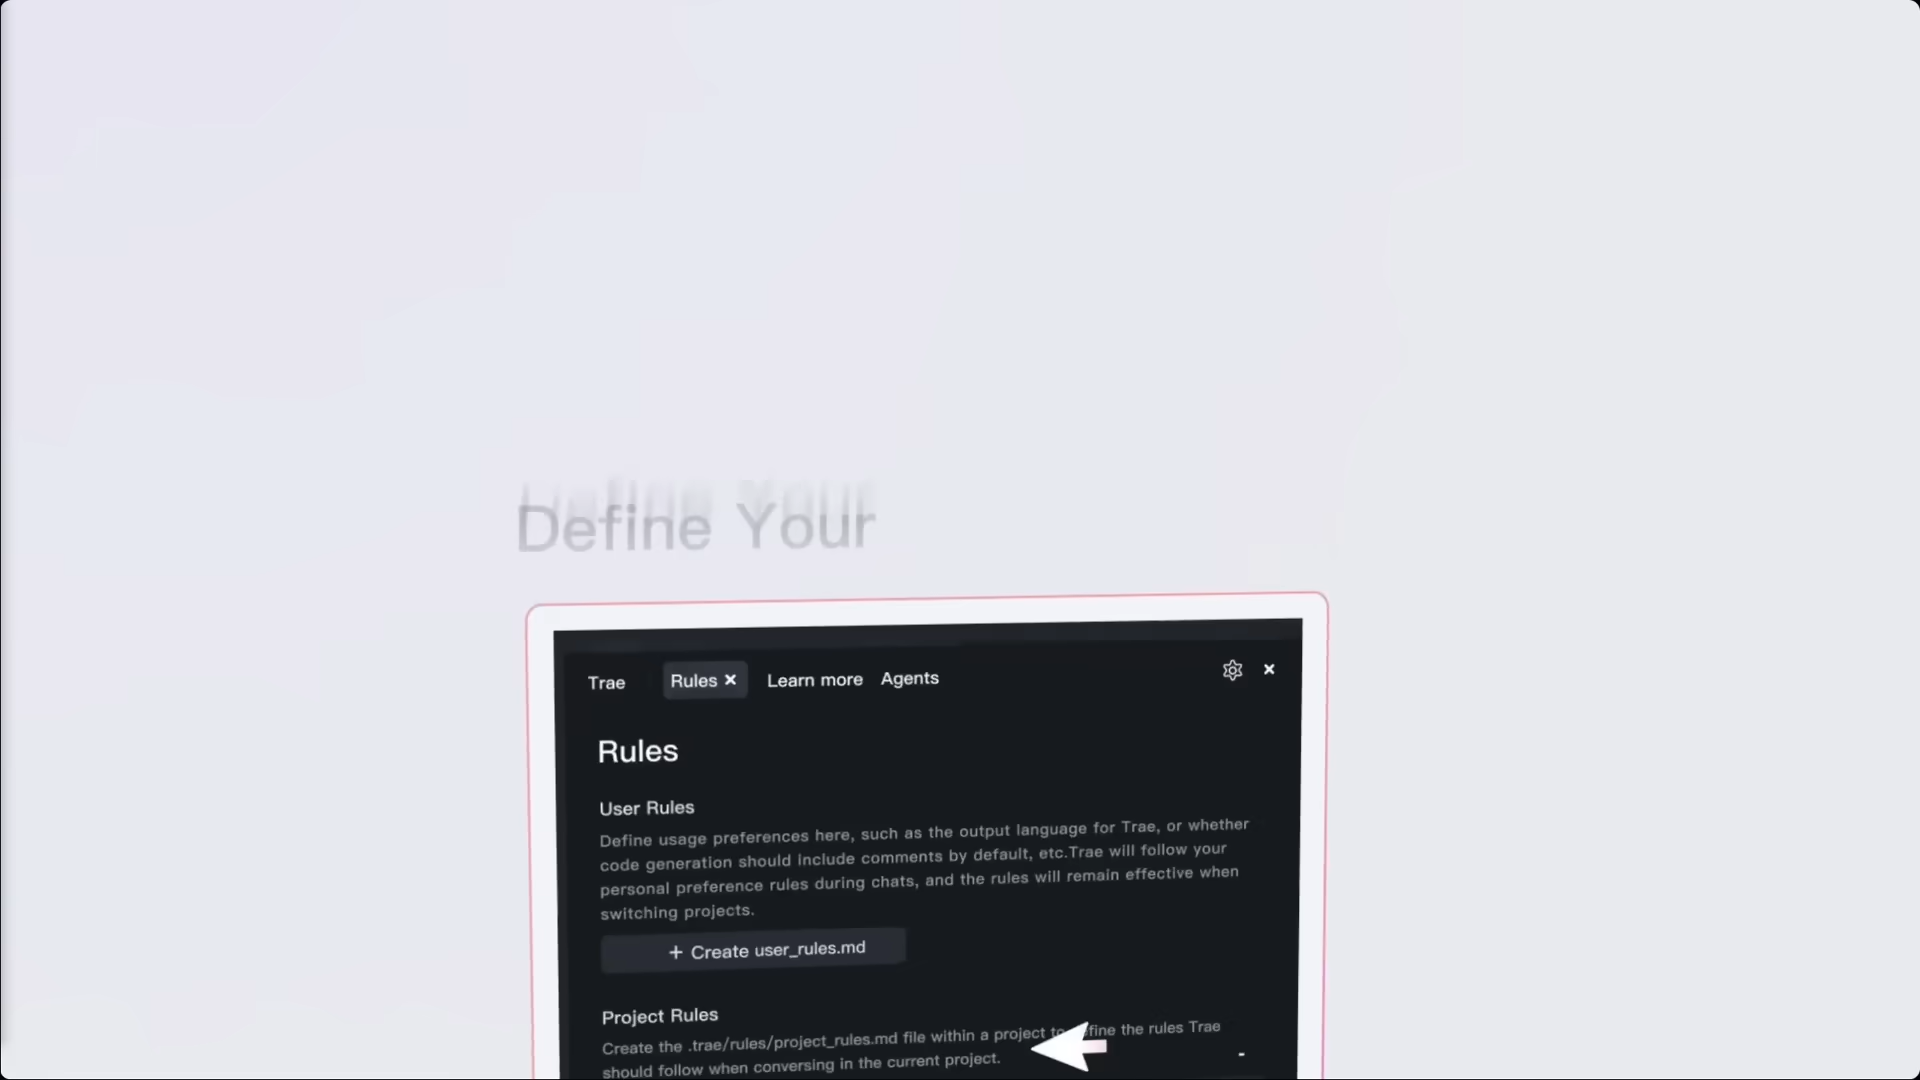 Define Your
Trae Rules × Learn more Agents ×
Rules
User Rules
Define usage preferences here, such as the output language for Trae, or whether
code generation should include comments by default, etc.Trae will follow your
personal preference rules during chats, and the rules will remain effective when
switching projects.
+ Create user_rules.md
Project Rules
Create the .trae/rules/project_rules.md file within a project to define the rules Trae
should follow when conversing in the current project.